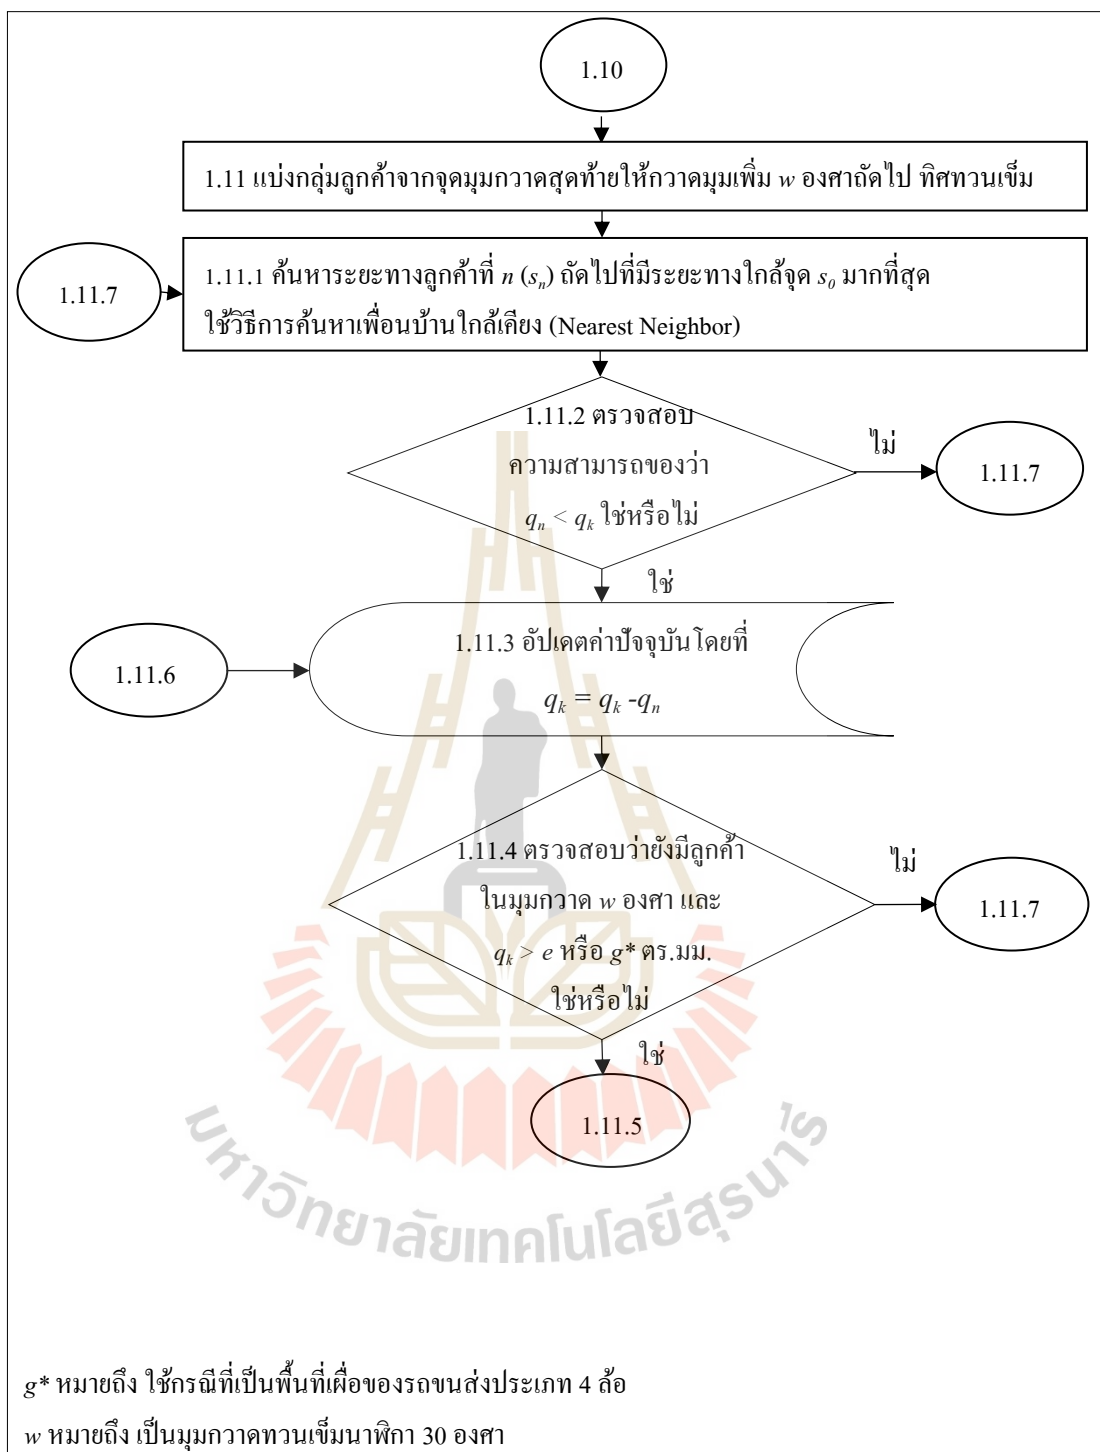 1.10
1.11 แบ่งกลุ่มลูกค้าจากจุดมุมกวาดสุดท้ายให้กวาดมุมเพิ่ม w องศาถัดไป ทิศทวนเข็ม
1.11.7
1.11.1 ค้นหาระยะทางลูกค้าที่ n (sn) ถัดไปที่มีระยะทางใกล้จุด s0 มากที่สุด
ใช้วิธีการค้นหาเพื่อนบ้านใกล้เคียง (Nearest Neighbor)
1.11.2 ตรวจสอบ
ความสามารถของว่า
qn < qk ใช่หรือไม่
ไม่
1.11.7
ใช่
1.11.6
1.11.3 อัปเดตค่าปัจจุบันโดยที่
qk = qk -qn
1.11.4 ตรวจสอบว่ายังมีลูกค้า
ในมุมกวาด w องศา และ
qk > e หรือ g* ตร.มม.
ใช่หรือไม่
ไม่
1.11.7
ใช่
1.11.5
มหาวิทยาลัยเทคโนโลยีสุรนารี
g* หมายถึง ใช้กรณีที่เป็นพื้นที่เผื่อของรถขนส่งประเภท 4 ล้อ
w หมายถึง เป็นมุมกวาดทวนเข็มนาฬิกา 30 องศา